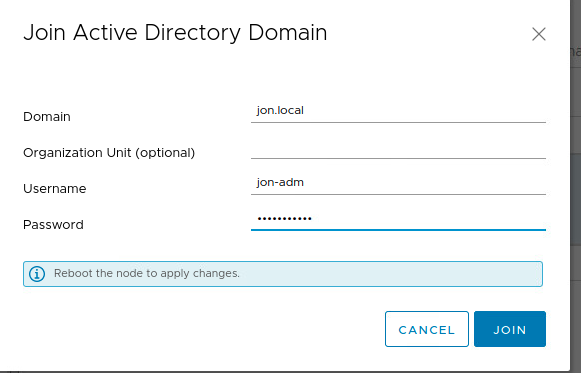 Join Active Directory Domain
Domain
jon.local
Organization Unit (optional)
Username
jon-adm
Password
•••••••••••
Reboot the node to apply changes.
CANCEL
JOIN